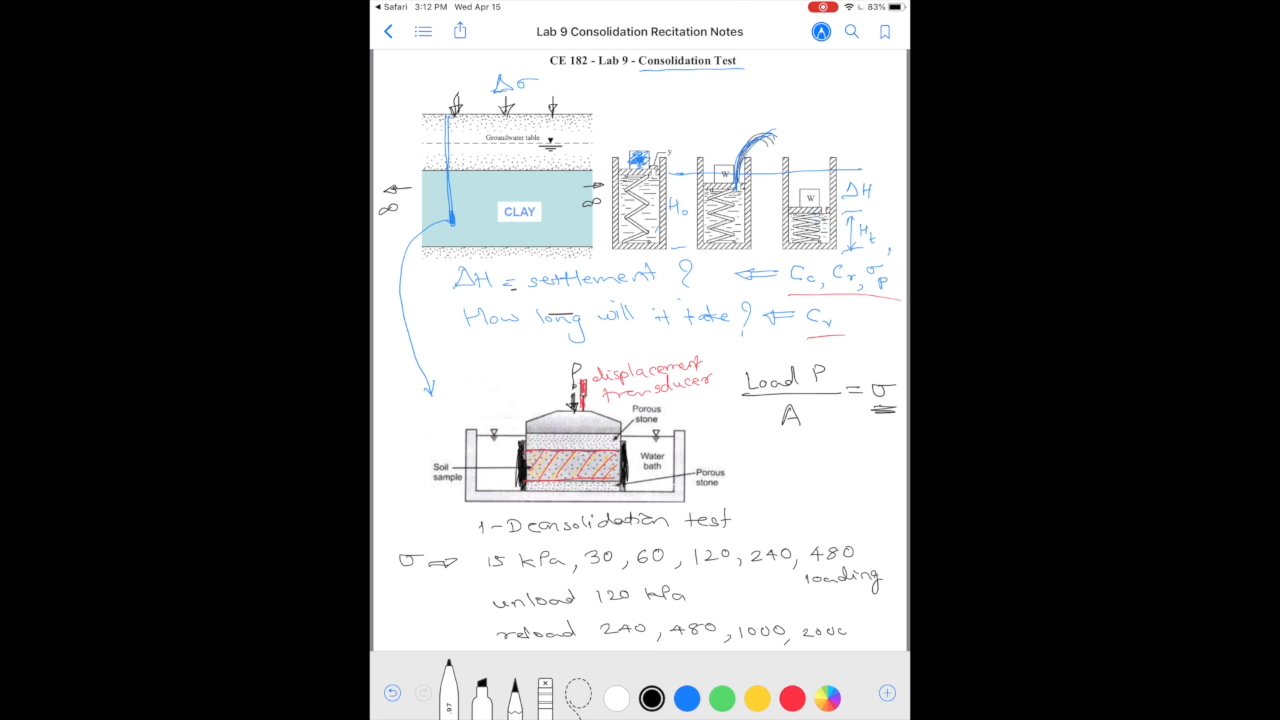 Safari 3:12 PM Wed Apr 15 83%
Lab 9 Consolidation Recitation Notes
CE 182 - Lab 9 - Consolidation Test
Δσ
Groundwater table
y
W
W
∞
∞
CLAY
H₀
ΔH
Hₜ,
ΔH = settlement ? ⇐ Cc, Cr, σp
How long will it take ? ⇐ Cv
P
displacement
transducer
Load P
A
= σ
Porous
stone
Soil
sample
Water
bath
Porous
stone
1-D consolidation test
σ ⇒ 15 kPa, 30, 60, 120, 240, 480
loading
unload 120 kPa
reload 240, 480, 1000, 2000
97